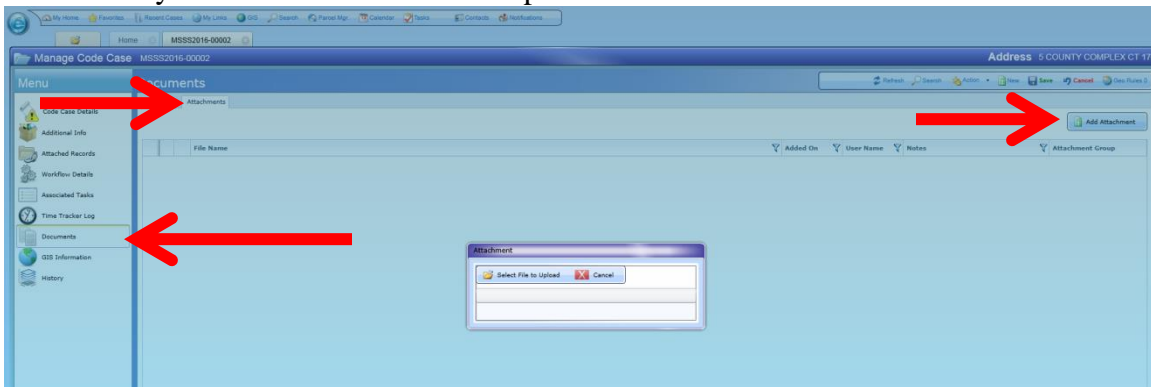 My Home Favorites Recent Cases My Links GIS Search Parcel Mgr. Calendar Tasks Contacts Notifications
Home MSSS2016-00002
Manage Code Case MSSS2016-00002 Address 5 COUNTY COMPLEX CT 17
Menu
Documents
Refresh Search Action New Save Cancel Geo Rules
Attachments
Code Case Details
Add Attachment
Additional Info
File Name Added On User Name Notes Attachment Group
Attached Records
Workflow Details
Associated Tasks
Time Tracker Log
Documents
Attachment
GIS Information
Select File to Upload Cancel
History